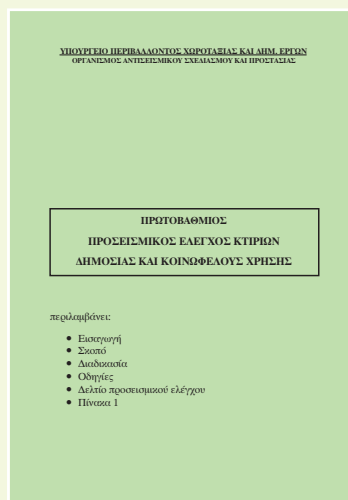 ΥΠΟΥΡΓΕΙΟ ΠΕΡΙΒΑΛΛΟΝΤΟΣ ΧΩΡΟΤΑΞΙΑΣ ΚΑΙ ΔΗΜ. ΕΡΓΩΝ
ΟΡΓΑΝΙΣΜΟΣ ΑΝΤΙΣΕΙΣΜΙΚΟΥ ΣΧΕΔΙΑΣΜΟΥ ΚΑΙ ΠΡΟΣΤΑΣΙΑΣ
ΠΡΩΤΟΒΑΘΜΙΟΣ
ΠΡΟΣΕΙΣΜΙΚΟΣ ΕΛΕΓΧΟΣ ΚΤΙΡΙΩΝ
ΔΗΜΟΣΙΑΣ ΚΑΙ ΚΟΙΝΩΦΕΛΟΥΣ ΧΡΗΣΗΣ
περιλαμβάνει:
• Εισαγωγή
• Σκοπό
• Διαδικασία
• Οδηγίες
• Δελτίο προσεισμικού ελέγχου
• Πίνακα 1